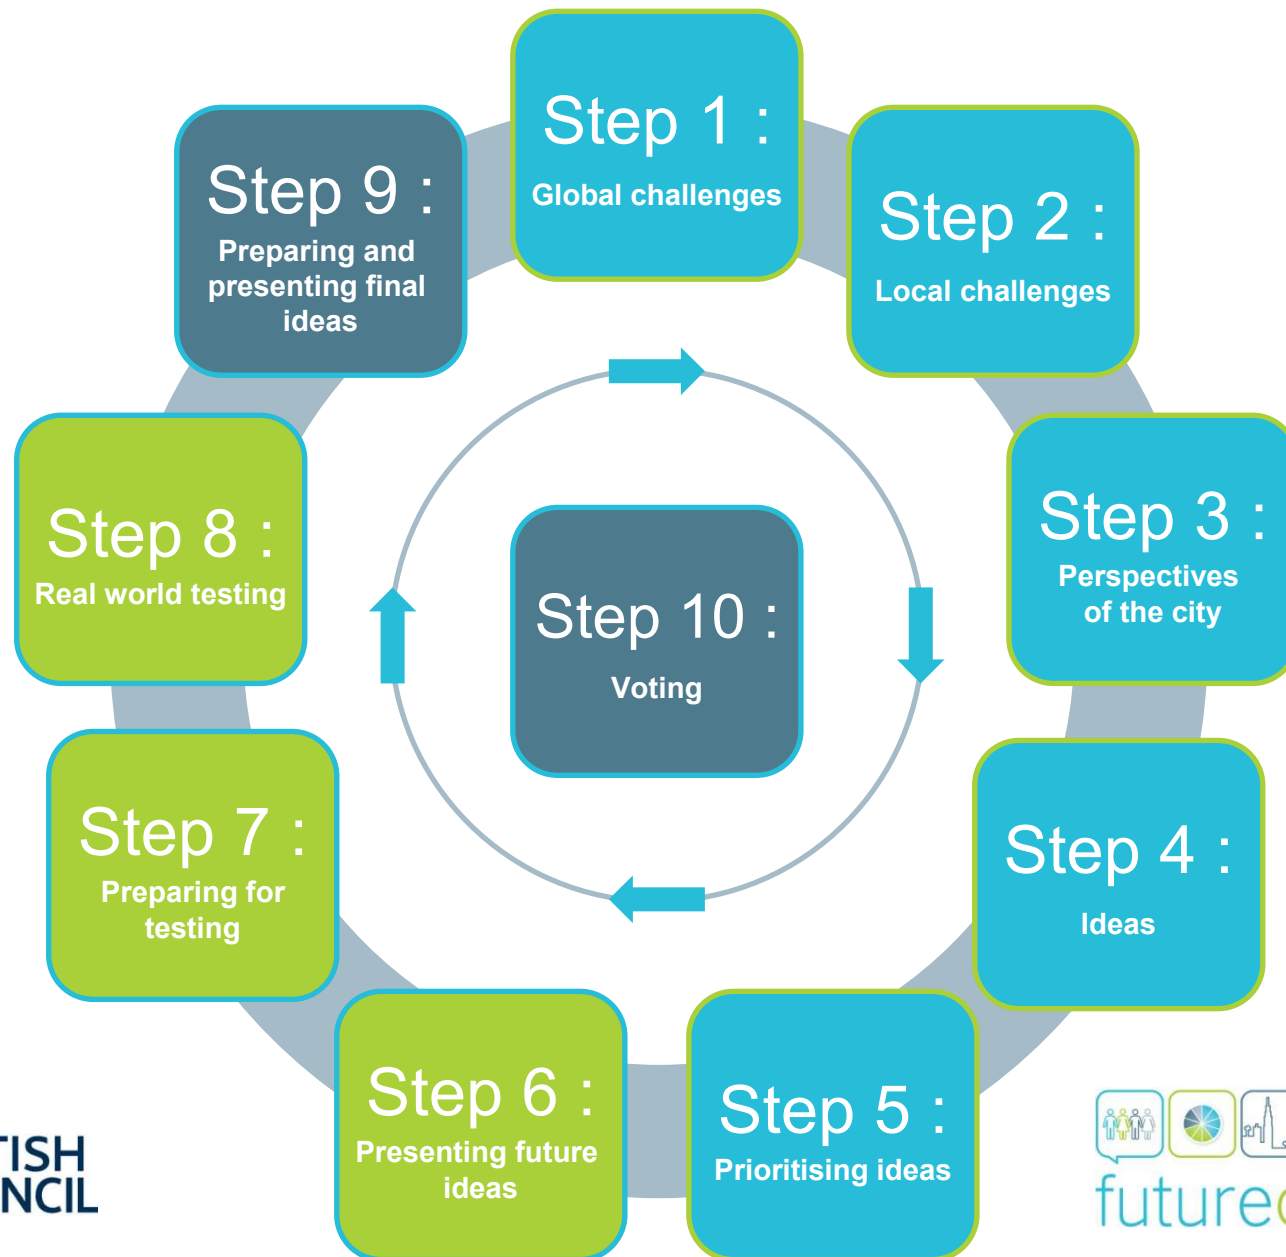 Step 1 :
Global challenges
Step 2 :
Local challenges
Step 3 :
Perspectives
of the city
Step 4 :
Ideas
Step 5 :
Prioritising ideas
Step 6 :
Presenting future
ideas
Step 7 :
Preparing for
testing
Step 8 :
Real world testing
Step 9 :
Preparing and
presenting final
ideas
Step 10 :
Voting
TISH
NCIL
future